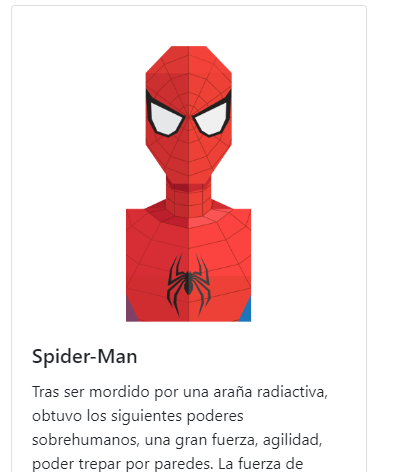 Spider-Man
Tras ser mordido por una araña radiactiva,
obtuvo los siguientes poderes
sobrehumanos, una gran fuerza, agilidad,
poder trepar por paredes. La fuerza de